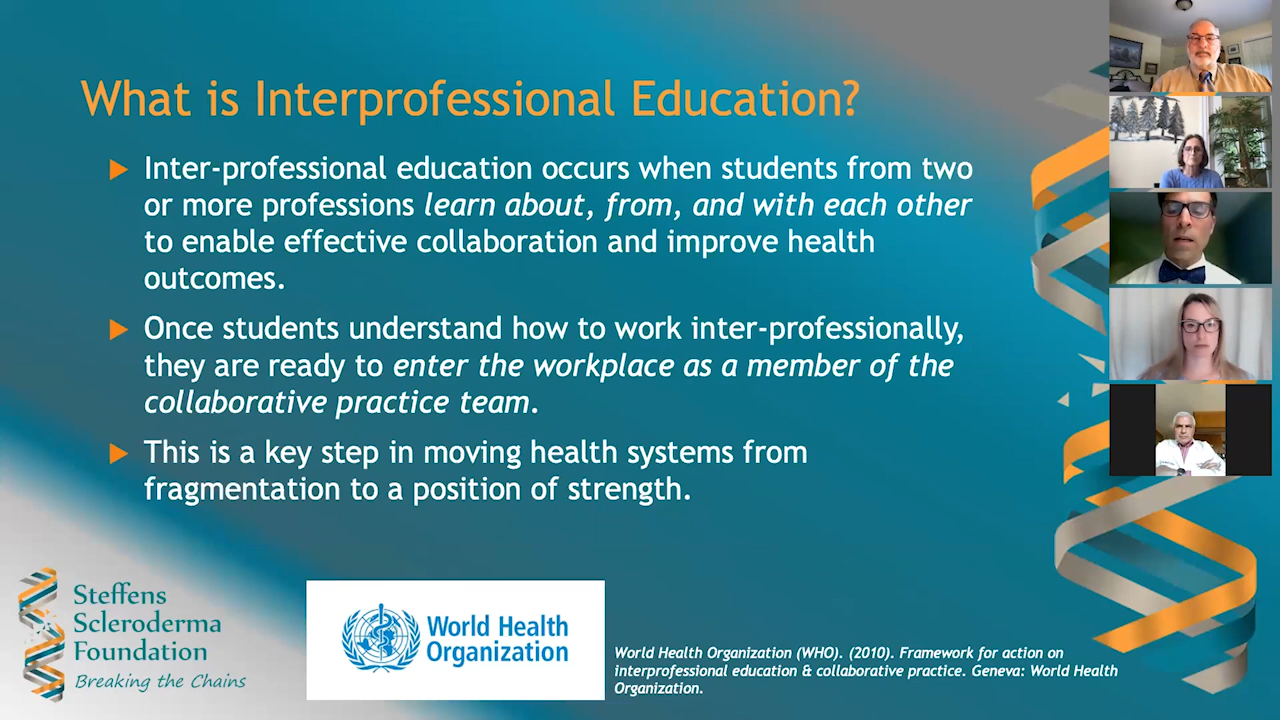 What is Interprofessional Education?
Inter-professional education occurs when students from two
or more professions learn about, from, and with each other
to enable effective collaboration and improve health
outcomes.
Once students understand how to work inter-professionally,
they are ready to enter the workplace as a member of the
collaborative practice team.
This is a key step in moving health systems from
fragmentation to a position of strength.
Steffens
Scleroderma
Foundation
Breaking the Chains
World Health
Organization
World Health Organization (WHO). (2010). Framework for action on
interprofessional education & collaborative practice. Geneva: World Health
Organization.